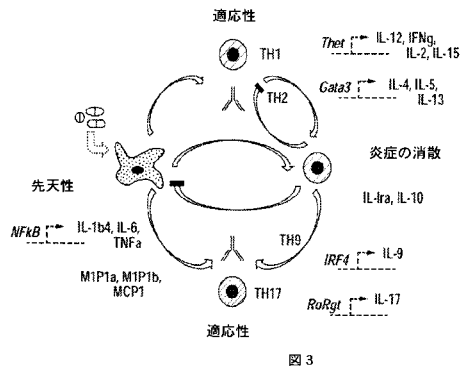 適応性
TH1
Thet IL-12, IFNg,
IL-2, IL-15
TH2
Gata3 IL-4, IL-5,
IL-13
先天性
炎症の消散
IL-Ira, IL-10
NFkB IL-1b4, IL-6,
TNFa
TH9
IRF4 IL-9
M1P1a, M1P1b,
MCP1
TH17
RoRgt IL-17
適応性
図 3